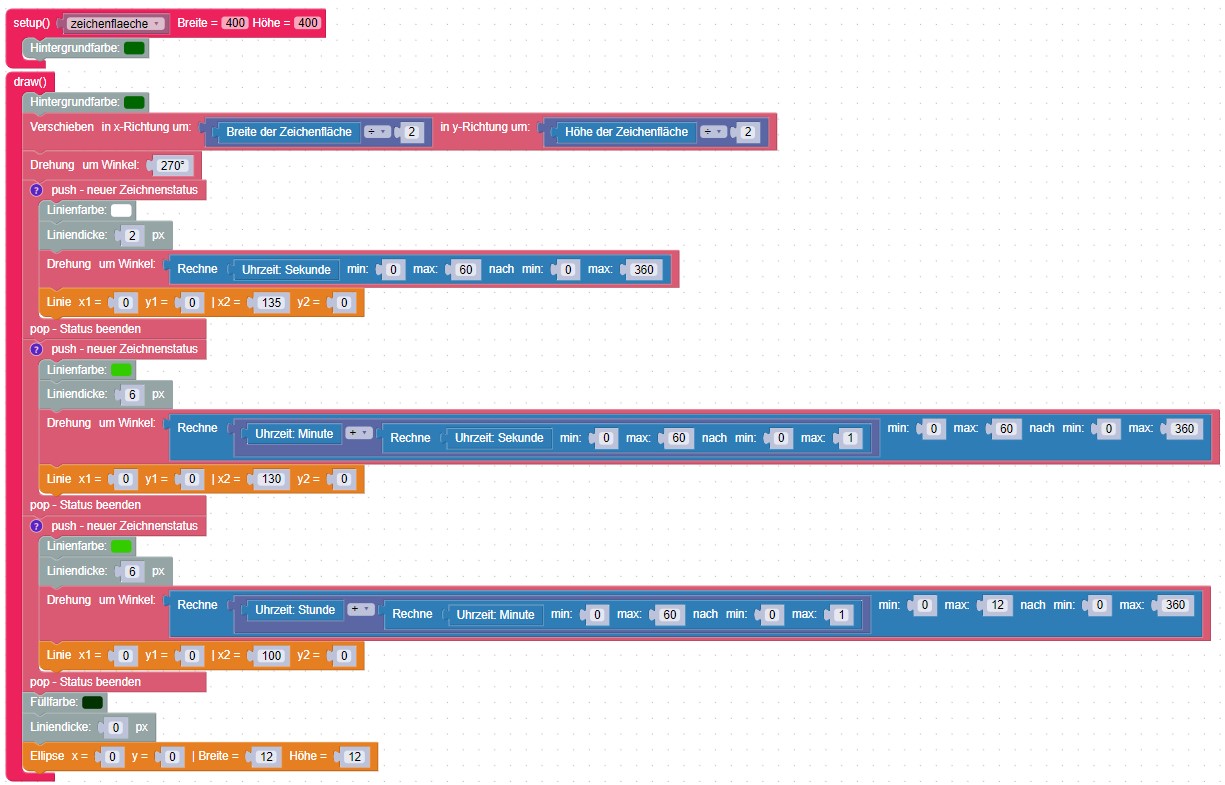 setup() zeichenflaeche Breite = 400 Höhe = 400
Hintergrundfarbe:
draw()
Hintergrundfarbe:
Verschieben in x-Richtung um: Breite der Zeichenfläche ÷ 2 in y-Richtung um: Höhe der Zeichenfläche ÷ 2
Drehung um Winkel: 270°
? push - neuer Zeichnenstatus
Linienfarbe:
Liniendicke: 2 px
Drehung um Winkel: Rechne Uhrzeit: Sekunde min: 0 max: 60 nach min: 0 max: 360
Linie x1 = 0 y1 = 0 | x2 = 135 y2 = 0
pop - Status beenden
? push - neuer Zeichnenstatus
Linienfarbe:
Liniendicke: 6 px
Drehung um Winkel: Rechne Uhrzeit: Minute + Rechne Uhrzeit: Sekunde min: 0 max: 60 nach min: 0 max: 1 min: 0 max: 60 nach min: 0 max: 360
Linie x1 = 0 y1 = 0 | x2 = 130 y2 = 0
pop - Status beenden
? push - neuer Zeichnenstatus
Linienfarbe:
Liniendicke: 6 px
Drehung um Winkel: Rechne Uhrzeit: Stunde + Rechne Uhrzeit: Minute min: 0 max: 60 nach min: 0 max: 1 min: 0 max: 12 nach min: 0 max: 360
Linie x1 = 0 y1 = 0 | x2 = 100 y2 = 0
pop - Status beenden
Füllfarbe:
Liniendicke: 0 px
Ellipse x = 0 y = 0 | Breite = 12 Höhe = 12